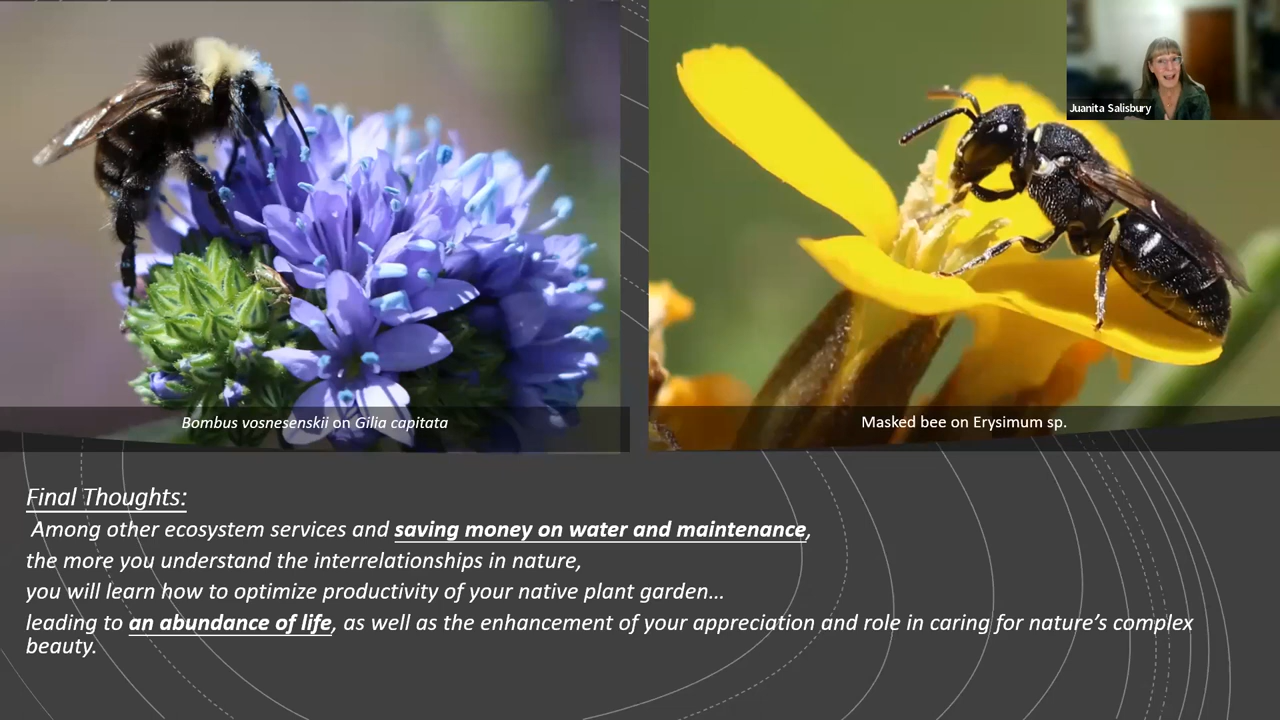 Juanita Salisbury
Bombus vosnesenskii on Gilia capitata
Masked bee on Erysimum sp.
Final Thoughts:
Among other ecosystem services and saving money on water and maintenance,
the more you understand the interrelationships in nature,
you will learn how to optimize productivity of your native plant garden…
leading to an abundance of life, as well as the enhancement of your appreciation and role in caring for nature’s complex
beauty.